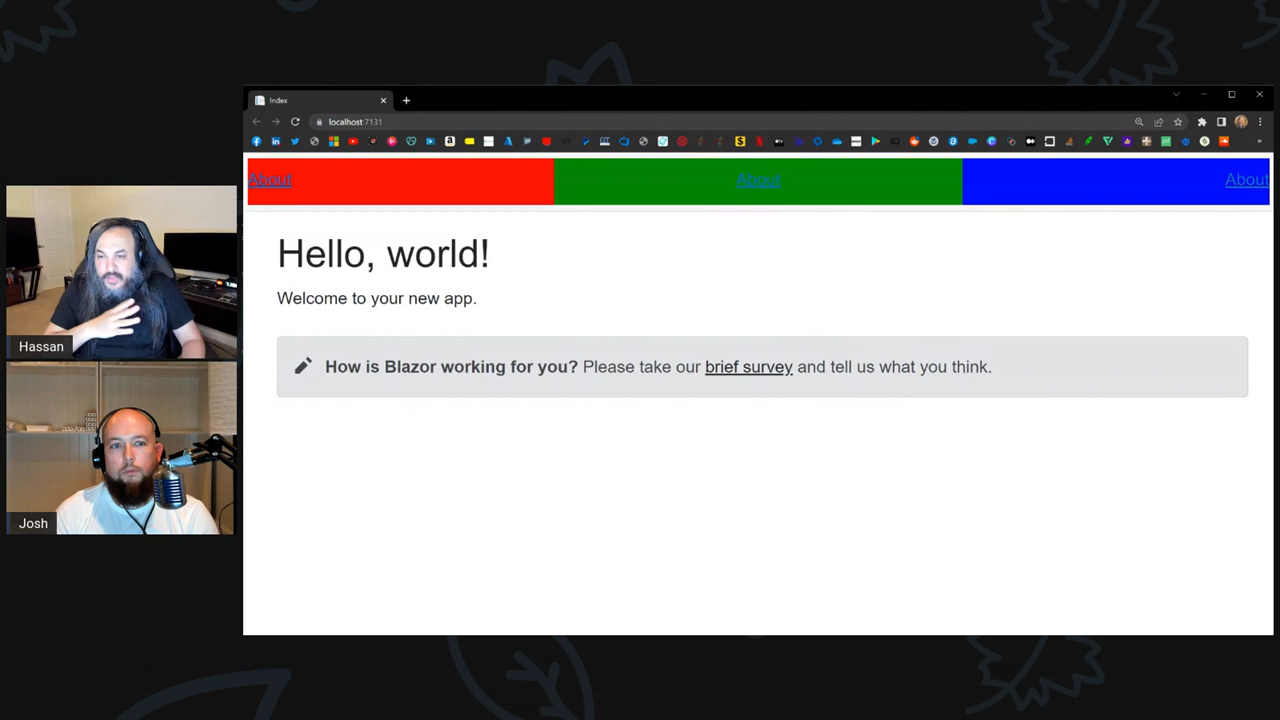 Index
localhost:7131
About About About
Hello, world!
Welcome to your new app.
How is Blazor working for you? Please take our brief survey and tell us what you think.
Hassan
Josh